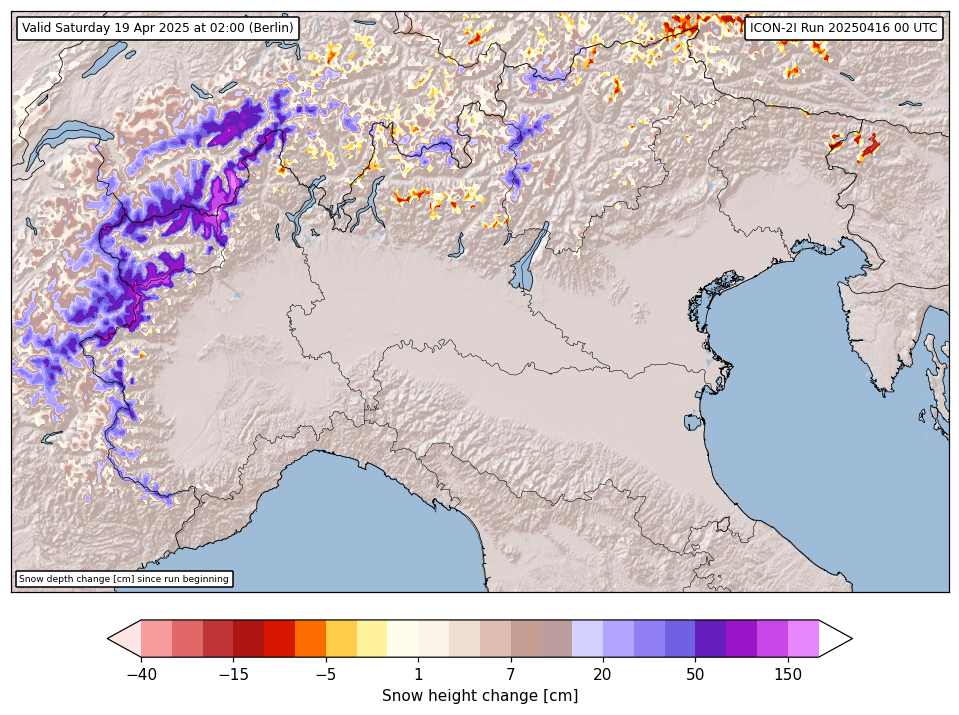 Valid Saturday 19 Apr 2025 at 02:00 (Berlin)
ICON-2I Run 20250416 00 UTC
Snow depth change [cm] since run beginning
−40 −15 −5 1 7 20 50 150
Snow height change [cm]